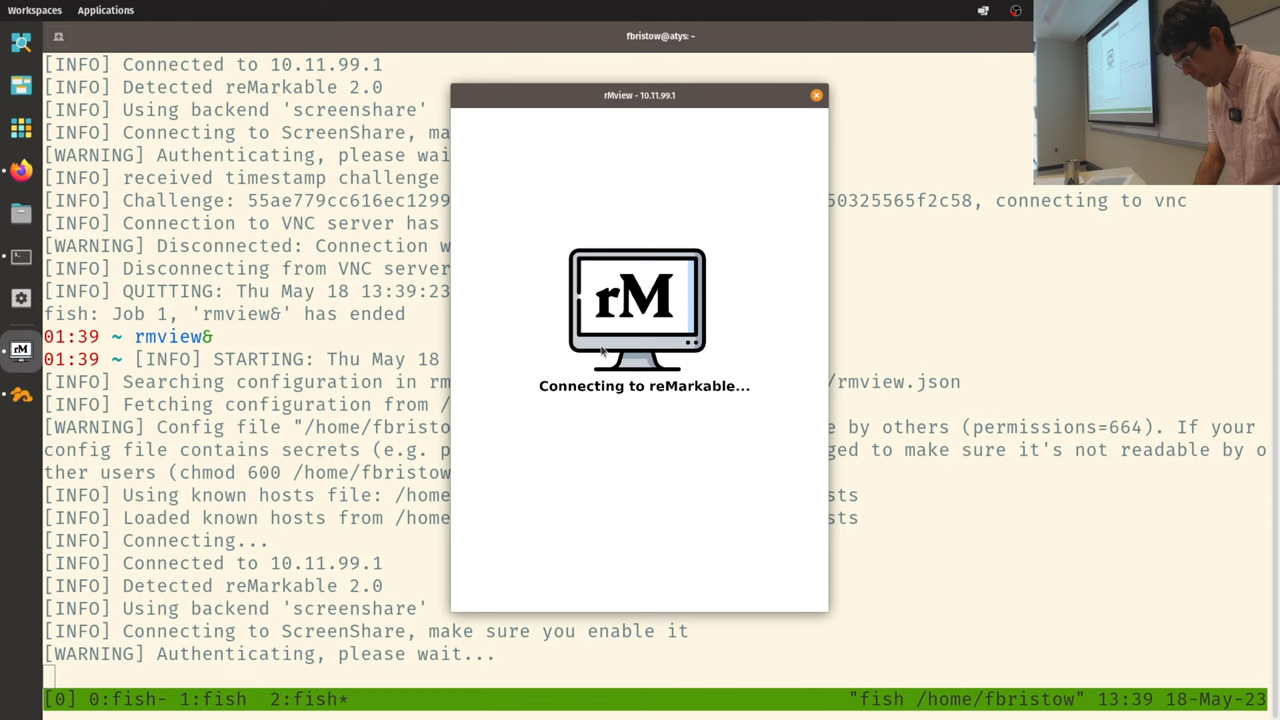 Workspaces Applications
fbristow@atys: ~
[INFO] Connected to 10.11.99.1
[INFO] Detected reMarkable 2.0
[INFO] Using backend 'screenshare'
[INFO] Connecting to ScreenShare, ma
[WARNING] Authenticating, please wai
[INFO] received timestamp challenge
[INFO] Challenge: 55ae779cc616ec1299 50325565f2c58, connecting to vnc
[INFO] Connection to VNC server has
[WARNING] Disconnected: Connection w
[INFO] Disconnecting from VNC server
[INFO] QUITTING: Thu May 18 13:39:23
fish: Job 1, 'rmview&' has ended
01:39 ~ rmview&
01:39 ~ [INFO] STARTING: Thu May 18
[INFO] Searching configuration in rm /rmview.json
[INFO] Fetching configuration from /
[WARNING] Config file "/home/fbristo e by others (permissions=664). If your
config file contains secrets (e.g. p ged to make sure it's not readable by o
ther users (chmod 600 /home/fbristow
[INFO] Using known hosts file: /home sts
[INFO] Loaded known hosts from /home sts
[INFO] Connecting...
[INFO] Connected to 10.11.99.1
[INFO] Detected reMarkable 2.0
[INFO] Using backend 'screenshare'
[INFO] Connecting to ScreenShare, make sure you enable it
[WARNING] Authenticating, please wait...
[0] 0:fish- 1:fish 2:fish* "fish /home/fbristow" 13:39 18-May-23
rMview - 10.11.99.1
rM
Connecting to reMarkable...
rM